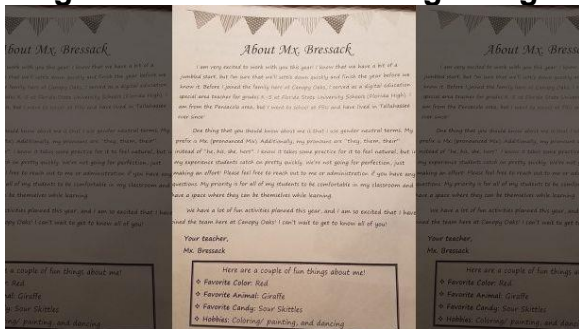 About Mx. Bressack
I am very excited to work with you this year! I know that we have a bit of a
jumbled start, but I'm sure that we'll settle down quickly and finish the year before we
know it. Before I joined the family here at Canopy Oaks, I served as a digital education
special area teacher for grades at Florida State University Schools (Florida High). I
am from the Pensacola area, but I went to school at FSU and have lived in Tallahassee
ever since!
One thing that you should know about me is that I use gender neutral terms. My
prefix is Mx. (pronounced Mix). Additionally, my pronouns are "they, them, their"
instead of "he, his, she, hers". I know it takes some practice for it to feel natural, but in
my experience students catch on pretty quickly. We're not going for perfection, just
making an effort! Please feel free to reach out to me or administration if you have any
questions. My priority is for all of my students to be comfortable in my classroom and
have a space where they can be themselves while learning.
We have a lot of fun activities planned this year, and I am so excited that I have
joined the team here at Canopy Oaks! I can't wait to get to know all of you!
Your teacher,
Mx. Bressack
Here are a couple of fun things about me!
❖ Favorite Color: Red
❖ Favorite Animal: Giraffe
❖ Favorite Candy: Sour Skittles
❖ Hobbies: Coloring/ painting, and dancing